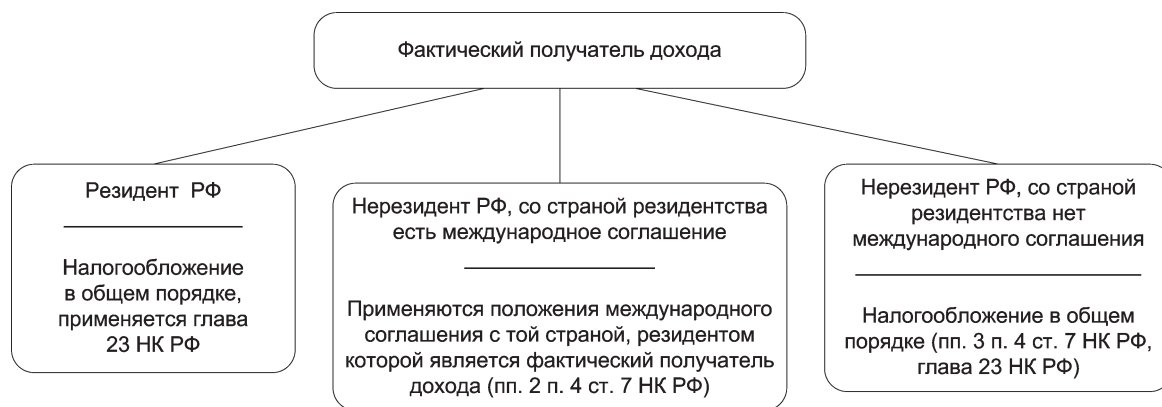 Фактический получатель дохода
Резидент РФ
Налогообложение
в общем порядке,
применяется глава
23 НК РФ
Нерезидент РФ, со страной резидентства
есть международное соглашение
Применяются положения международного
соглашения с той страной, резидентом
которой является фактический получатель
дохода (пп. 2 п. 4 ст. 7 НК РФ)
Нерезидент РФ, со страной
резидентства нет
международного соглашения
Налогообложение в общем
порядке (пп. 3 п. 4 ст. 7 НК РФ,
глава 23 НК РФ)